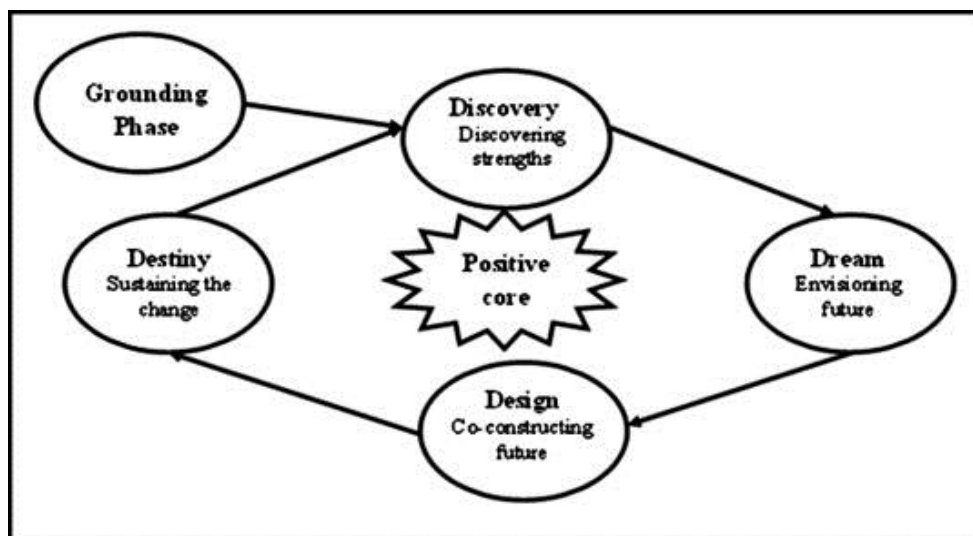 Grounding
Phase
Discovery
Discovering
strengths
Dream
Envisioning
future
Design
Co-constructing
future
Destiny
Sustaining the
change
Positive
core